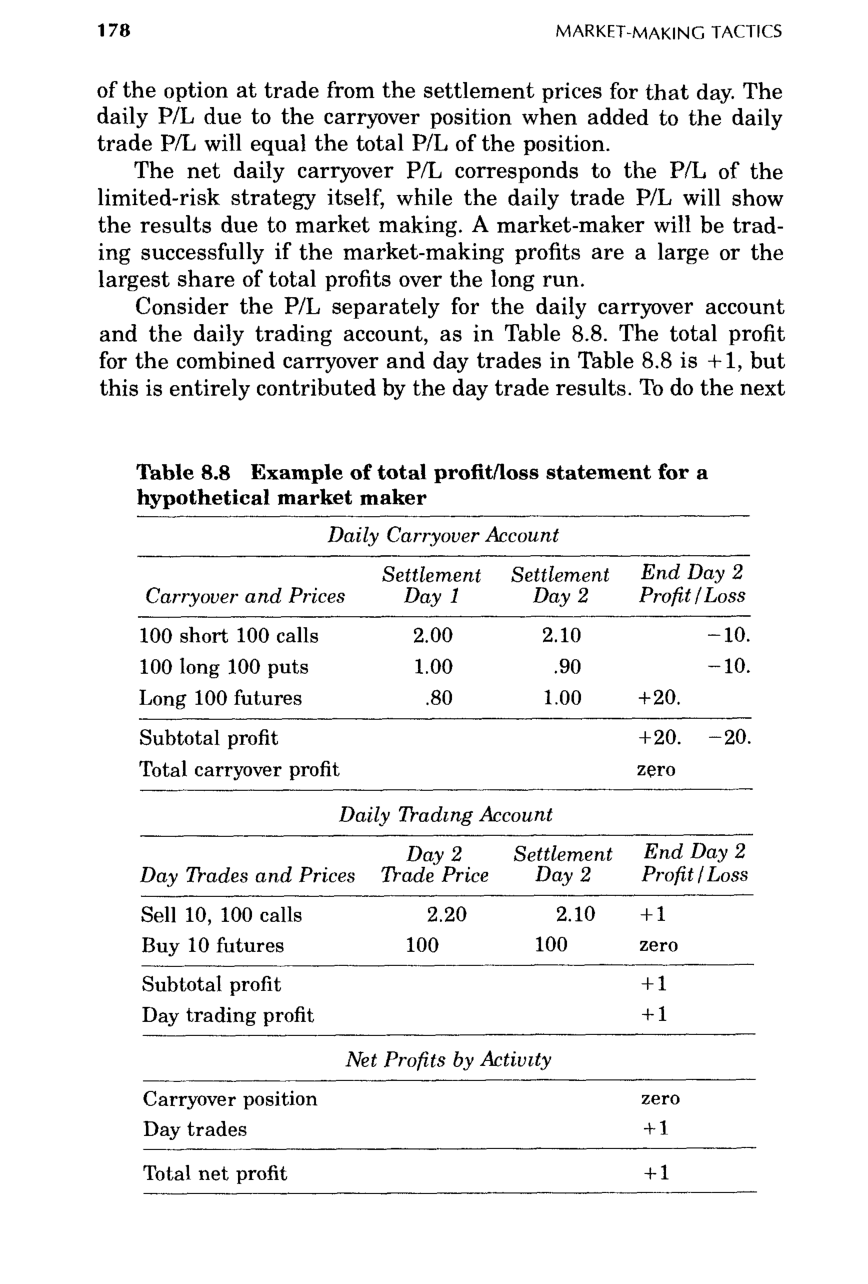 178 MARKET-MAKING TACTICS
of the option at trade from the settlement prices for that day. The
daily P/L due to the carryover position when added to the daily
trade P/L will equal the total P/L of the position.
The net daily carryover P/L corresponds to the P/L of the
limited-risk strategy itself, while the daily trade P/L will show
the results due to market making. A market-maker will be trad-
ing successfully if the market-making profits are a large or the
largest share of total profits over the long run.
Consider the P/L separately for the daily carryover account
and the daily trading account, as in Table 8.8. The total profit
for the combined carryover and day trades in Table 8.8 is +1, but
this is entirely contributed by the day trade results. To do the next
Table 8.8 Example of total profit/loss statement for a
hypothetical market maker
Daily Carryover Account
Settlement Settlement End Day 2
Carryover and Prices Day 1 Day 2 Profit/Loss
100 short 100 calls 2.00 2.10 -10.
100 long 100 puts 1.00 .90 -10.
Long 100 futures .80 1.00 +20.
Subtotal profit +20. -20.
Total carryover profit zero
Daily Trading Account
Day 2 Settlement End Day 2
Day Trades and Prices Trade Price Day 2 Profit/Loss
Sell 10, 100 calls 2.20 2.10 +1
Buy 10 futures 100 100 zero
Subtotal profit +1
Day trading profit +1
Net Profits by Activity
Carryover position zero
Day trades +1
Total net profit +1